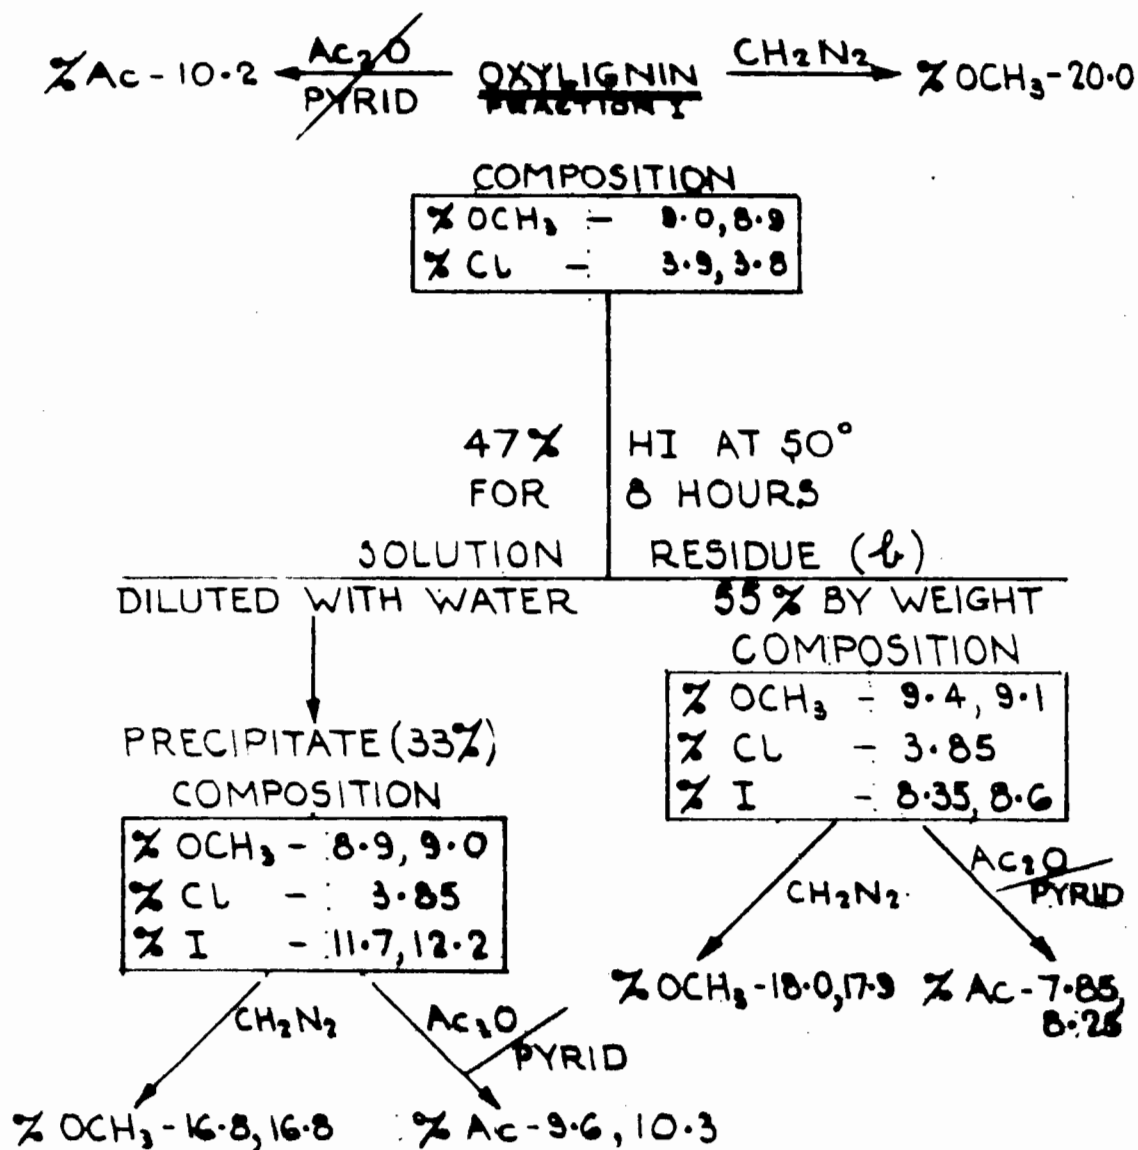 %Ac-10.2 Ac₂O OXYLIGNIN CH₂N₂ %OCH₃-20.0
PYRID FRACTION I
COMPOSITION
% OCH₃ - 9.0, 8.9
% CL - 3.9, 3.8
47% HI AT 50°
FOR 8 HOURS
SOLUTION RESIDUE (b)
DILUTED WITH WATER
55% BY WEIGHT
COMPOSITION
% OCH₃ - 9.4, 9.1
% CL - 3.85
% I - 8.35, 8.6
PRECIPITATE (33%)
COMPOSITION
% OCH₃ - 8.9, 9.0
% CL - 3.85
% I - 11.7, 12.2
CH₂N₂
Ac₂O
PYRID
%OCH₃-18.0, 17.9 %Ac-7.85,
8.25
CH₂N₂
Ac₂O
PYRID
% OCH₃-16.8, 16.8 %Ac-9.6, 10.3